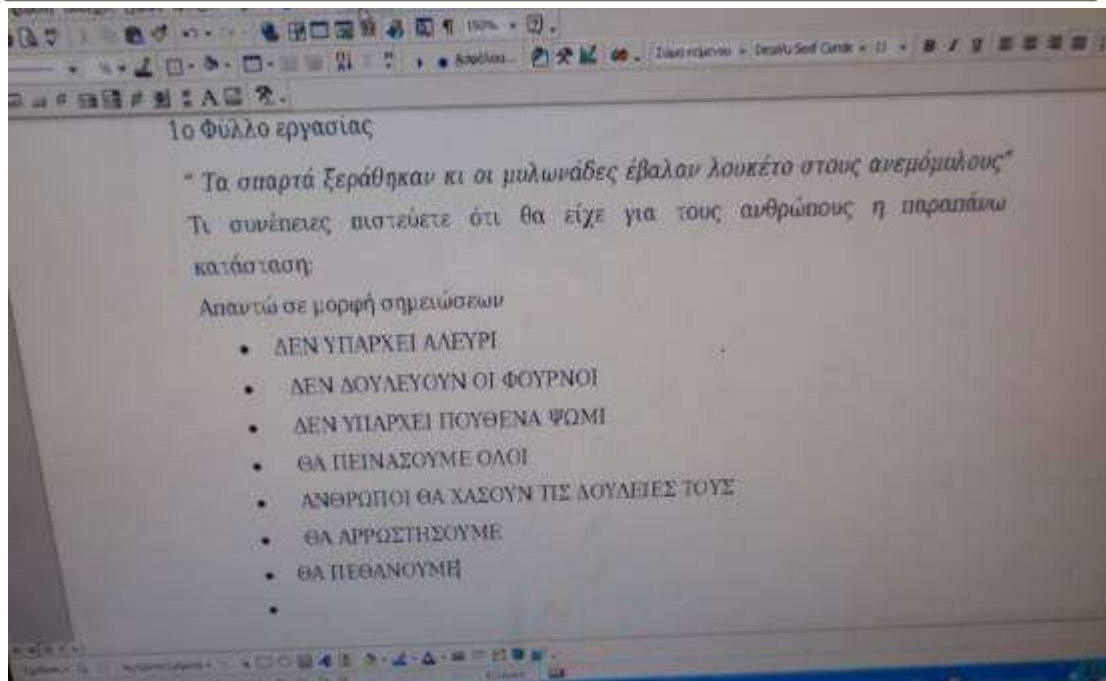 150%
1ο Φύλλο εργασίας
“ Τα σπαρτά ξεράθηκαν κι οι μυλωνάδες έβαλαν λουκέτο στους ανεμόμυλους”
Τι συνέπειες πιστεύετε ότι θα είχε για τους ανθρώπους η παραπάνω
κατάσταση;
Απαντώ σε μορφή σημειώσεων
• ΔΕΝ ΥΠΑΡΧΕΙ ΑΛΕΥΡΙ
• ΔΕΝ ΔΟΥΛΕΥΟΥΝ ΟΙ ΦΟΥΡΝΟΙ
• ΔΕΝ ΥΠΑΡΧΕΙ ΠΟΥΘΕΝΑ ΨΩΜΙ
• ΘΑ ΠΕΙΝΑΣΟΥΜΕ ΟΛΟΙ
• ΑΝΘΡΩΠΟΙ ΘΑ ΧΑΣΟΥΝ ΤΙΣ ΔΟΥΛΕΙΕΣ ΤΟΥΣ
• ΘΑ ΑΡΡΩΣΤΗΣΟΥΜΕ
• ΘΑ ΠΕΘΑΝΟΥΜΕ
•